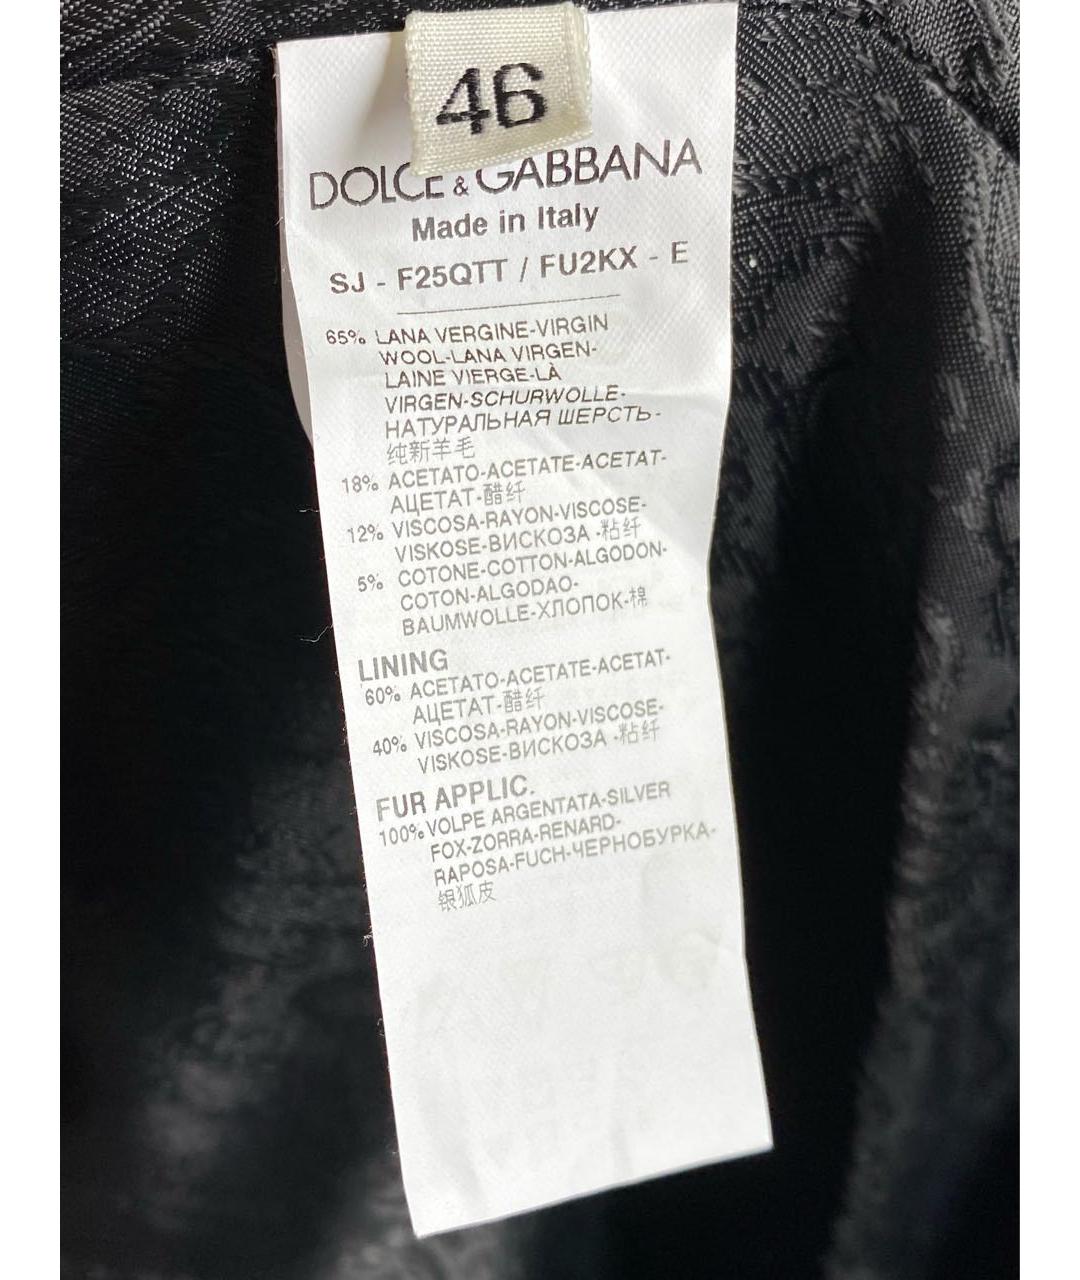 46
DOLCE & GABBANA
Made in Italy
SJ - F25QTT / FU2KX - E
65% LANA VERGINE-VIRGIN
WOOL-LANA VIRGEN-
LAINE VIERGE-LÀ
VIRGEN-SCHURWOLLE-
НАТУРАЛЬНАЯ ШЕРСТЬ-
纯新羊毛
18% ACETATO-ACETATE-ACETAT-
АЦЕТАТ-醋纤
12% VISCOSA-RAYON-VISCOSE-
VISKOSE-ВИСКОЗА -粘纤
5% COTONE-COTTON-ALGODON-
COTON-ALGODAO-
BAUMWOLLE-ХЛОПОК-棉
LINING
60% ACETATO-ACETATE-ACETAT-
АЦЕТАТ-醋纤
40% VISCOSA-RAYON-VISCOSE-
VISKOSE-ВИСКОЗА -粘纤
FUR APPLIC.
100% VOLPE ARGENTATA-SILVER
FOX-ZORRA-RENARD-
RAPOSA-FUCH-ЧЕРНОБУРКА-
银狐皮